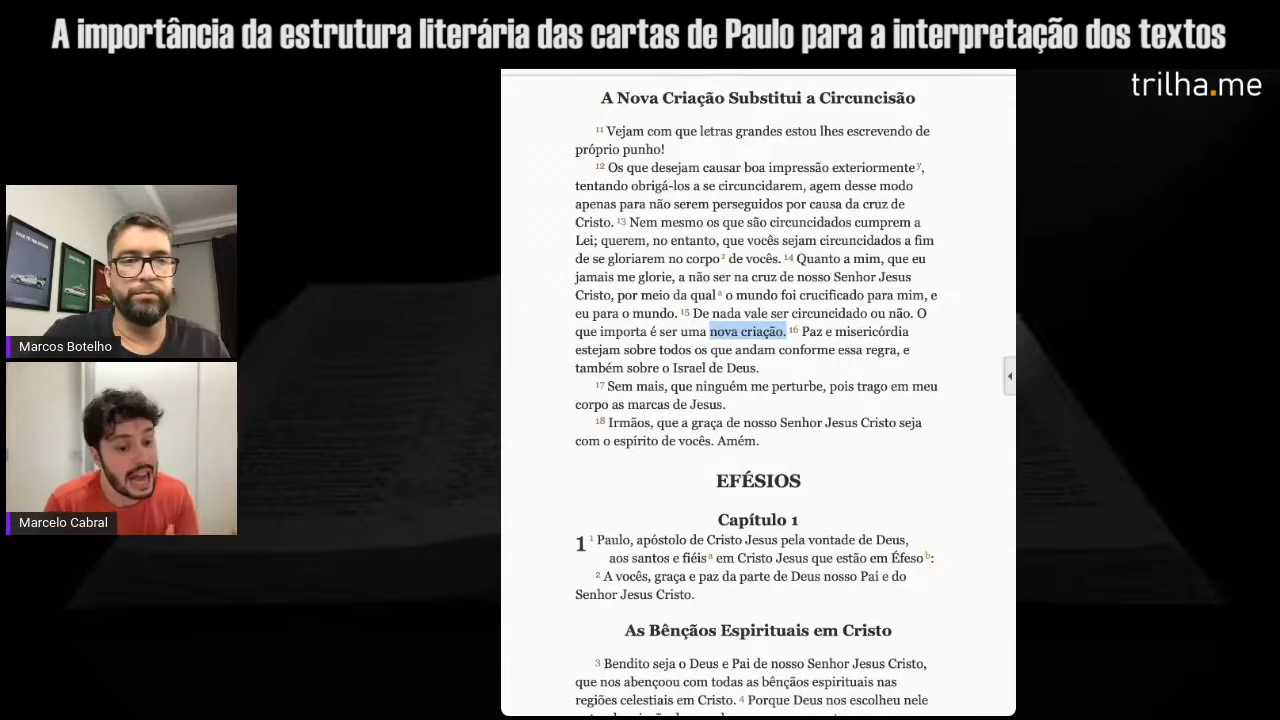 A importância da estrutura literária das cartas de Paulo para a interpretação dos textos
trilha.me
Marcos Botelho
Marcelo Cabral
A Nova Criação Substitui a Circuncisão
11 Vejam com que letras grandes estou lhes escrevendo de
próprio punho!
12 Os que desejam causar boa impressão exteriormente y,
tentando obrigá-los a se circuncidarem, agem desse modo
apenas para não serem perseguidos por causa da cruz de
Cristo. 13 Nem mesmo os que são circuncidados cumprem a
Lei; querem, no entanto, que vocês sejam circuncidados a fim
de se gloriarem no corpo z de vocês. 14 Quanto a mim, que eu
jamais me glorie, a não ser na cruz de nosso Senhor Jesus
Cristo, por meio da qual a o mundo foi crucificado para mim, e
eu para o mundo. 15 De nada vale ser circuncidado ou não. O
que importa é ser uma nova criação. 16 Paz e misericórdia
estejam sobre todos os que andam conforme essa regra, e
também sobre o Israel de Deus.
17 Sem mais, que ninguém me perturbe, pois trago em meu
corpo as marcas de Jesus.
18 Irmãos, que a graça de nosso Senhor Jesus Cristo seja
com o espírito de vocês. Amém.
EFÉSIOS
Capítulo 1
1 1 Paulo, apóstolo de Cristo Jesus pela vontade de Deus,
aos santos e fiéis a em Cristo Jesus que estão em Éfeso b:
2 A vocês, graça e paz da parte de Deus nosso Pai e do
Senhor Jesus Cristo.
As Bênçãos Espirituais em Cristo
3 Bendito seja o Deus e Pai de nosso Senhor Jesus Cristo,
que nos abençoou com todas as bênçãos espirituais nas
regiões celestiais em Cristo. 4 Porque Deus nos escolheu nele